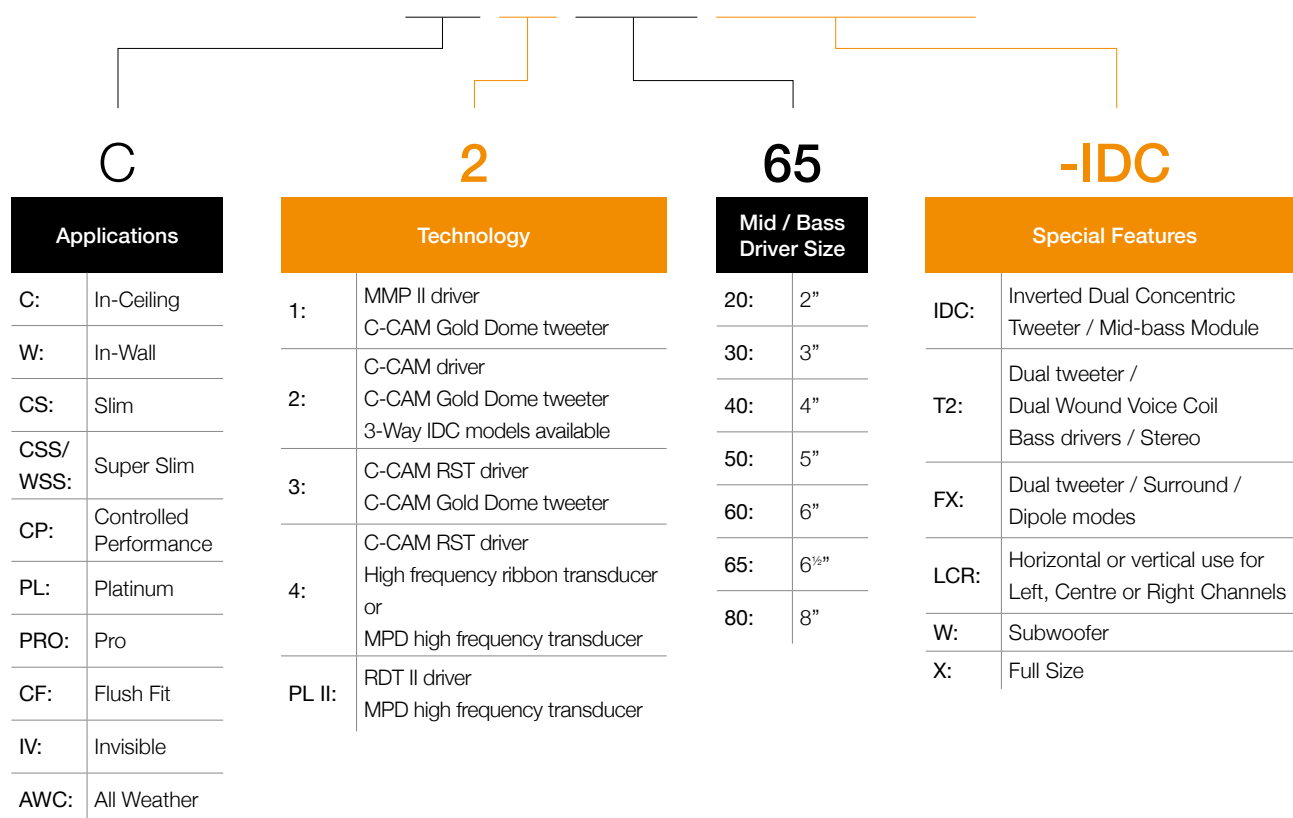 C
2
65
-IDC
Applications
C: In-Ceiling
W: In-Wall
CS: Slim
CSS/
WSS: Super Slim
CP: Controlled
Performance
PL: Platinum
PRO: Pro
CF: Flush Fit
IV: Invisible
AWC: All Weather
Technology
1: MMP II driver
C-CAM Gold Dome tweeter
2: C-CAM driver
C-CAM Gold Dome tweeter
3-Way IDC models available
3: C-CAM RST driver
C-CAM Gold Dome tweeter
4: C-CAM RST driver
High frequency ribbon transducer
or
MPD high frequency transducer
PL II: RDT II driver
MPD high frequency transducer
Mid / Bass
Driver Size
20: 2”
30: 3”
40: 4”
50: 5”
60: 6”
65: 6½”
80: 8”
Special Features
IDC: Inverted Dual Concentric
Tweeter / Mid-bass Module
T2: Dual tweeter /
Dual Wound Voice Coil
Bass drivers / Stereo
FX: Dual tweeter / Surround /
Dipole modes
LCR: Horizontal or vertical use for
Left, Centre or Right Channels
W: Subwoofer
X: Full Size